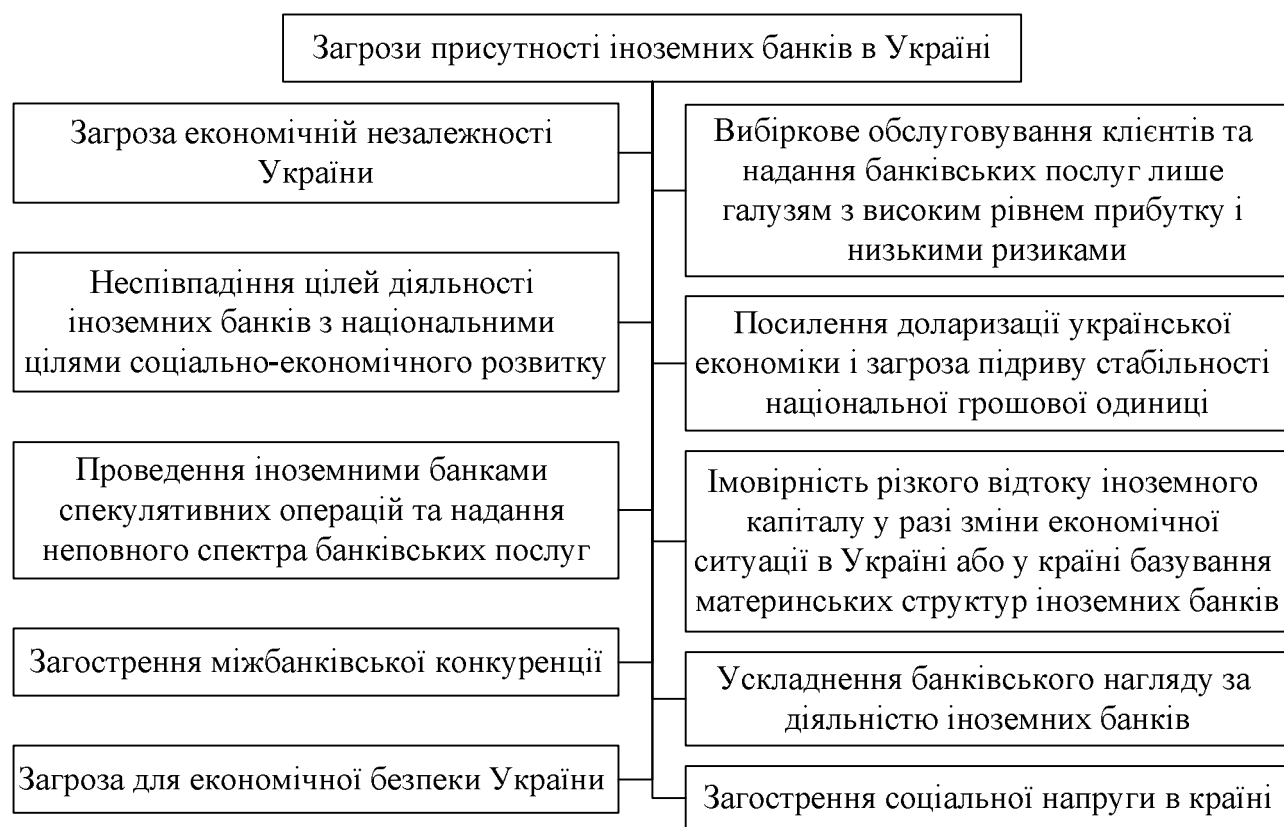 Загрози присутності іноземних банків в Україні
Загроза економічній незалежності
України
Неспівпадіння цілей діяльності
іноземних банків з національними
цілями соціально-економічного розвитку
Проведення іноземними банками
спекулятивних операцій та надання
неповного спектра банківських послуг
Загострення міжбанківської конкуренції
Загроза для економічної безпеки України
Вибіркове обслуговування клієнтів та
надання банківських послуг лише
галузям з високим рівнем прибутку і
низькими ризиками
Посилення доларизації української
економіки і загроза підриву стабільності
національної грошової одиниці
Імовірність різкого відтоку іноземного
капіталу у разі зміни економічної
ситуації в Україні або у країні базування
материнських структур іноземних банків
Ускладнення банківського нагляду за
діяльністю іноземних банків
Загострення соціальної напруги в країні